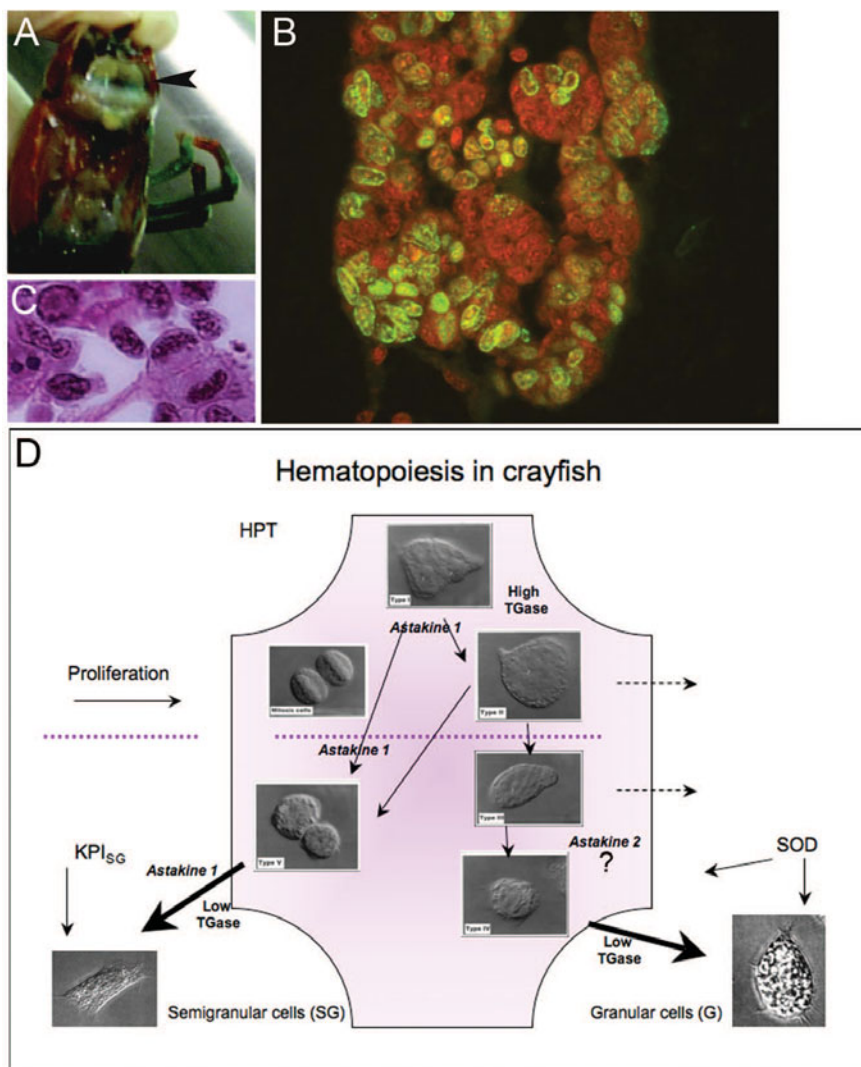 A
B
C
D
Hematopoiesis in crayfish
HPT
Type I
High
TGase
Astakine 1
Proliferation
Mitosis cells
Type II
Astakine 1
Type III
Type V
KPISG
Astakine 1
Astakine 2
?
SOD
Low
TGase
Type IV
Low
TGase
Semigranular cells (SG)
Granular cells (G)